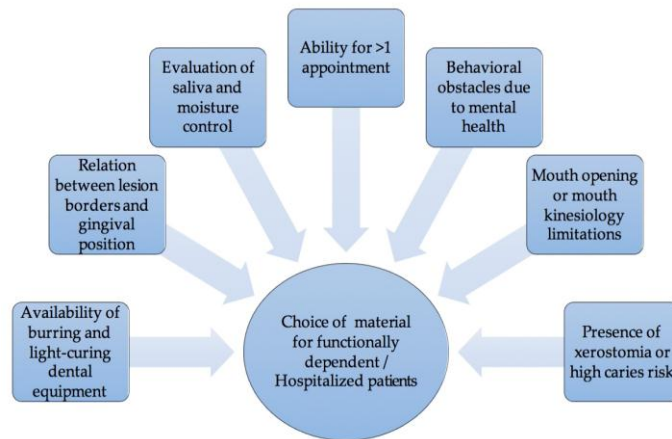 Availability of
burring and
light-curing
dental
equipment
Relation
between lesion
borders and
gingival
position
Evaluation of
saliva and
moisture
control
Ability for >1
appointment
Behavioral
obstacles due
to mental
health
Mouth opening
or mouth
kinesiology
limitations
Presence of
xerostomia or
high caries risk
Choice of material
for functionally
dependent /
Hospitalized patients